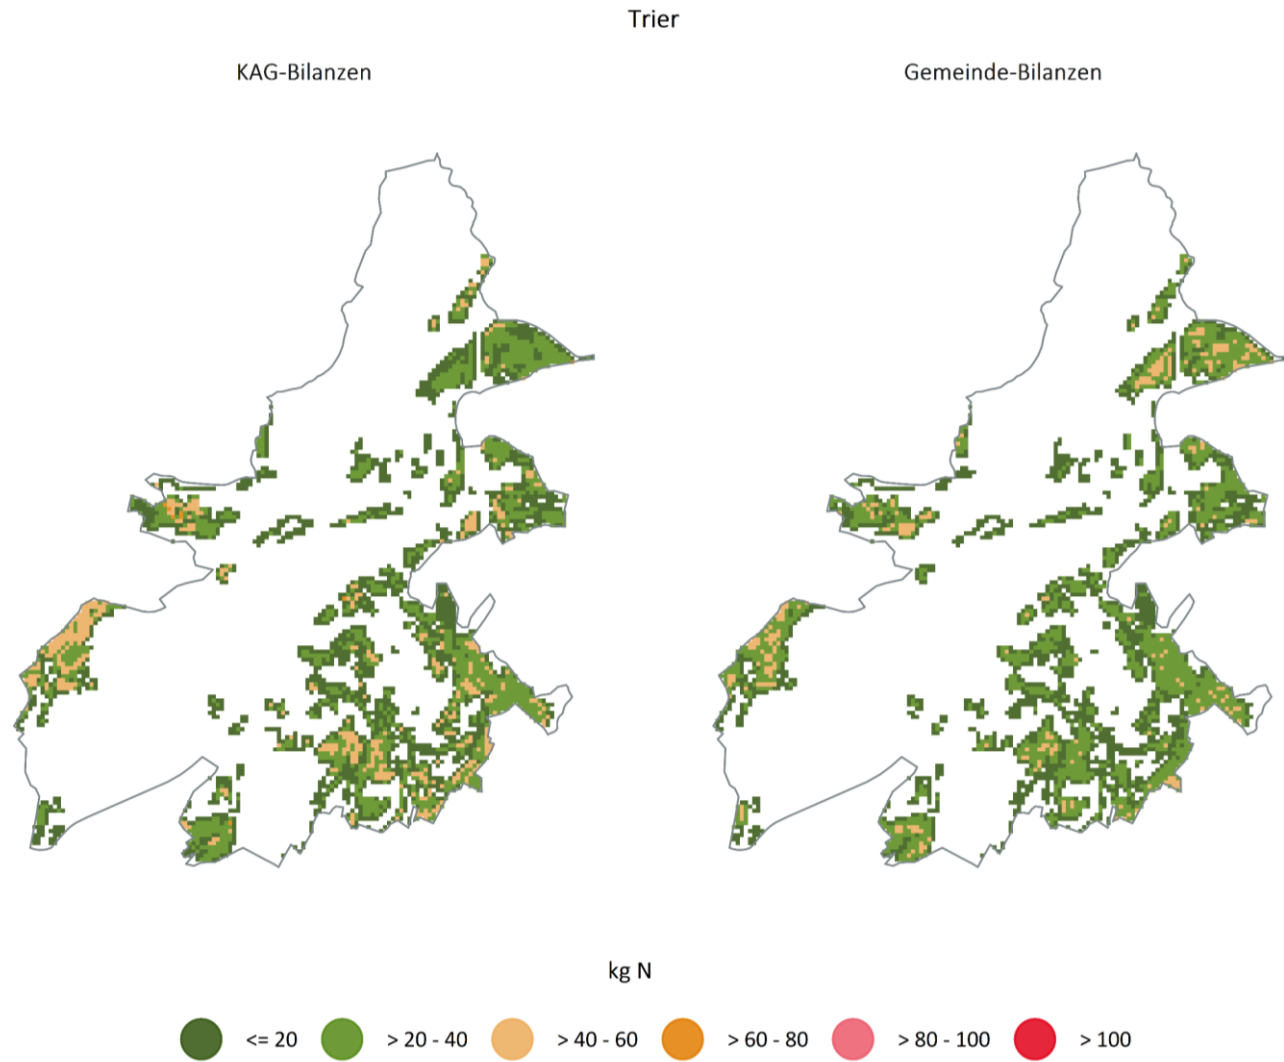 Trier
KAG-Bilanzen
Gemeinde-Bilanzen
kg N
<= 20
> 20 - 40
> 40 - 60
> 60 - 80
> 80 - 100
> 100